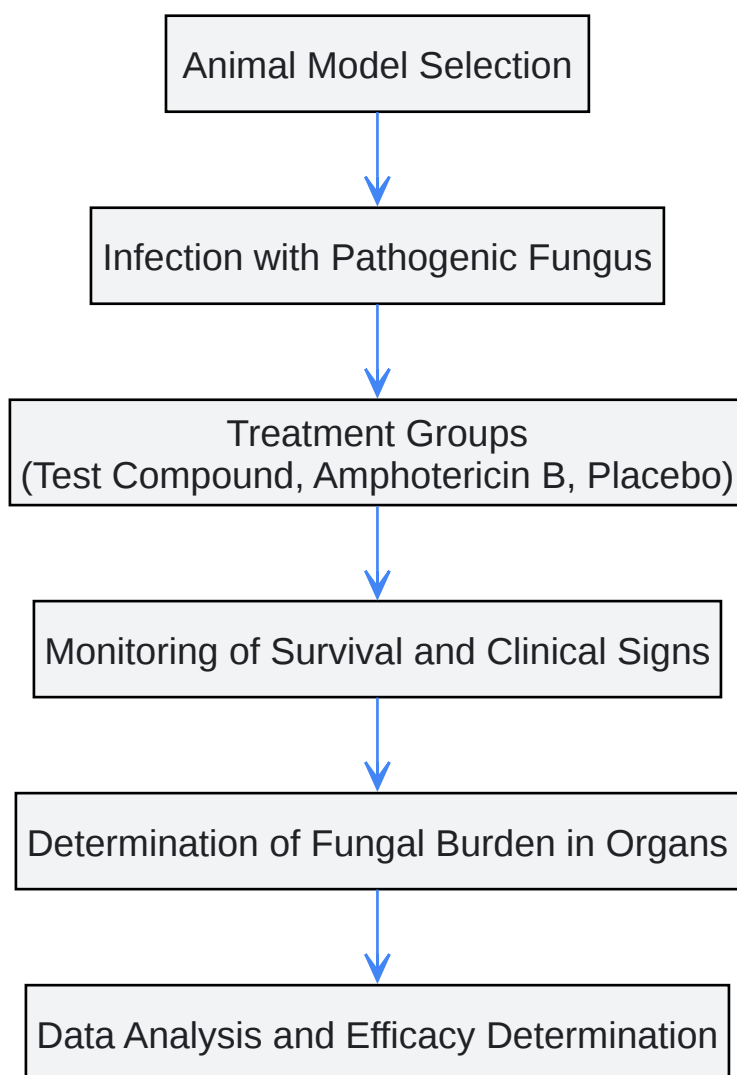 Animal Model Selection
Infection with Pathogenic Fungus
Treatment Groups
(Test Compound, Amphotericin B, Placebo)
Monitoring of Survival and Clinical Signs
Determination of Fungal Burden in Organs
Data Analysis and Efficacy Determination